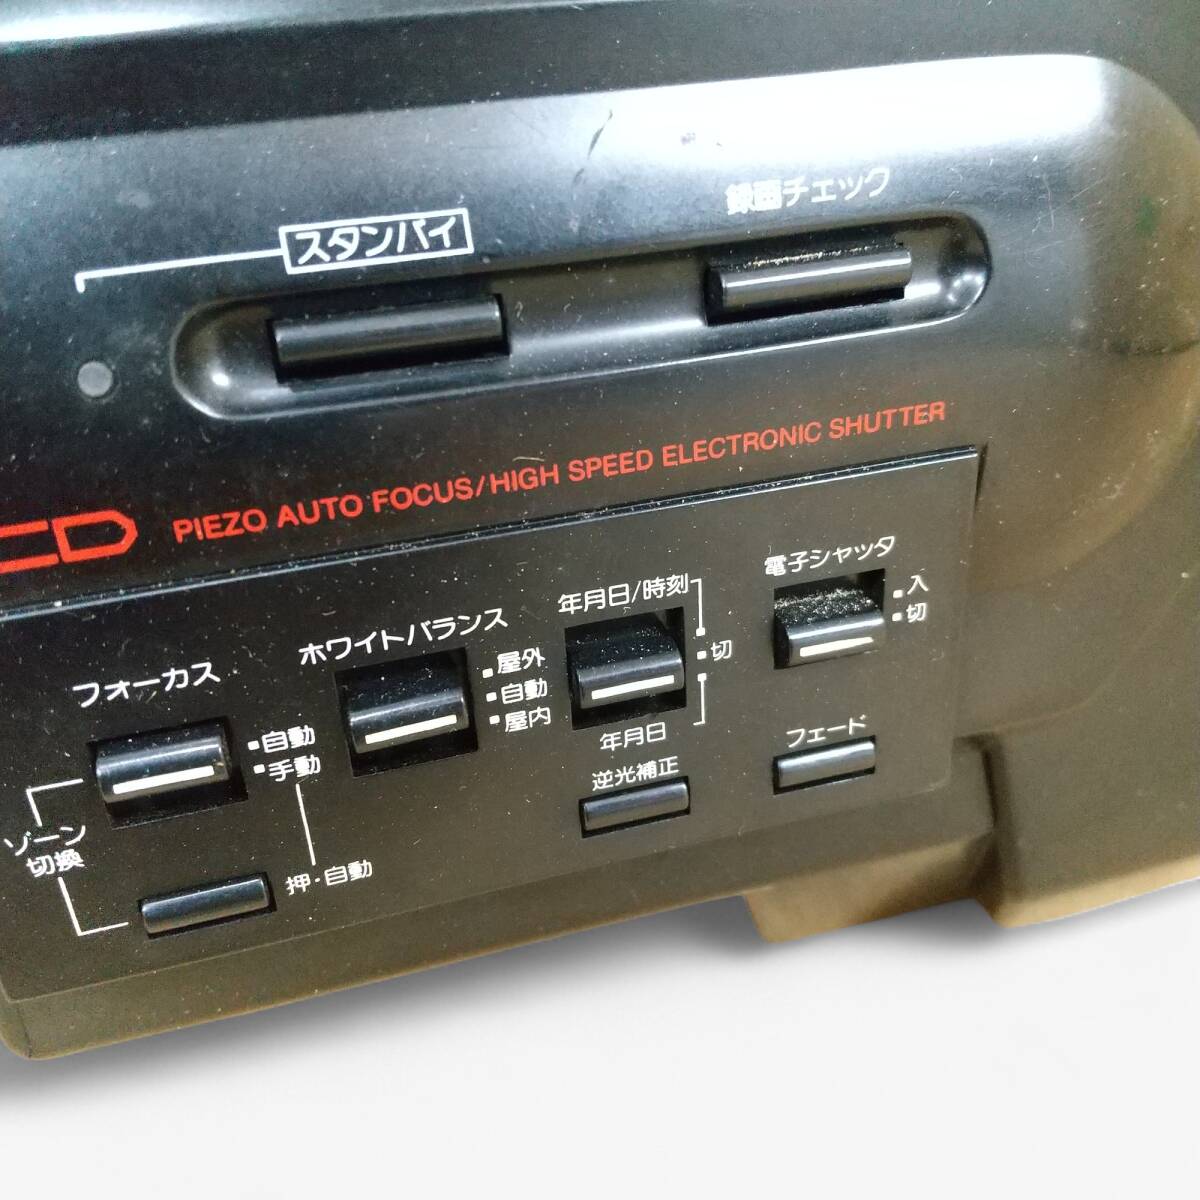 録画チェック
スタンバイ
CD PIEZO AUTO FOCUS/HIGH SPEED ELECTRONIC SHUTTER
電子シャッタ
入
切
年月日/時刻
切
年月日
ホワイトバランス
屋外
自動
屋内
フォーカス
自動
手動
ゾーン
切換
押・自動
逆光補正
フェード